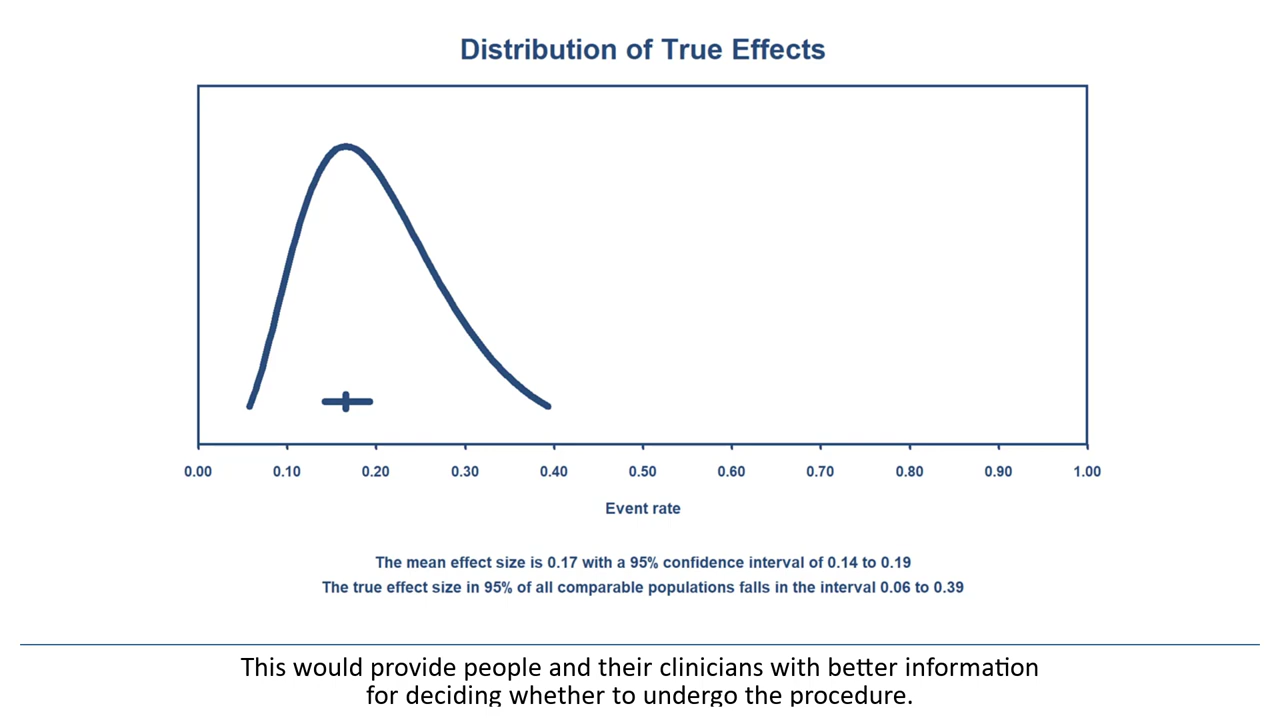 Distribution of True Effects
0.00 0.10 0.20 0.30 0.40 0.50 0.60 0.70 0.80 0.90 1.00
Event rate
The mean effect size is 0.17 with a 95% confidence interval of 0.14 to 0.19
The true effect size in 95% of all comparable populations falls in the interval 0.06 to 0.39
This would provide people and their clinicians with better information
for deciding whether to undergo the procedure.